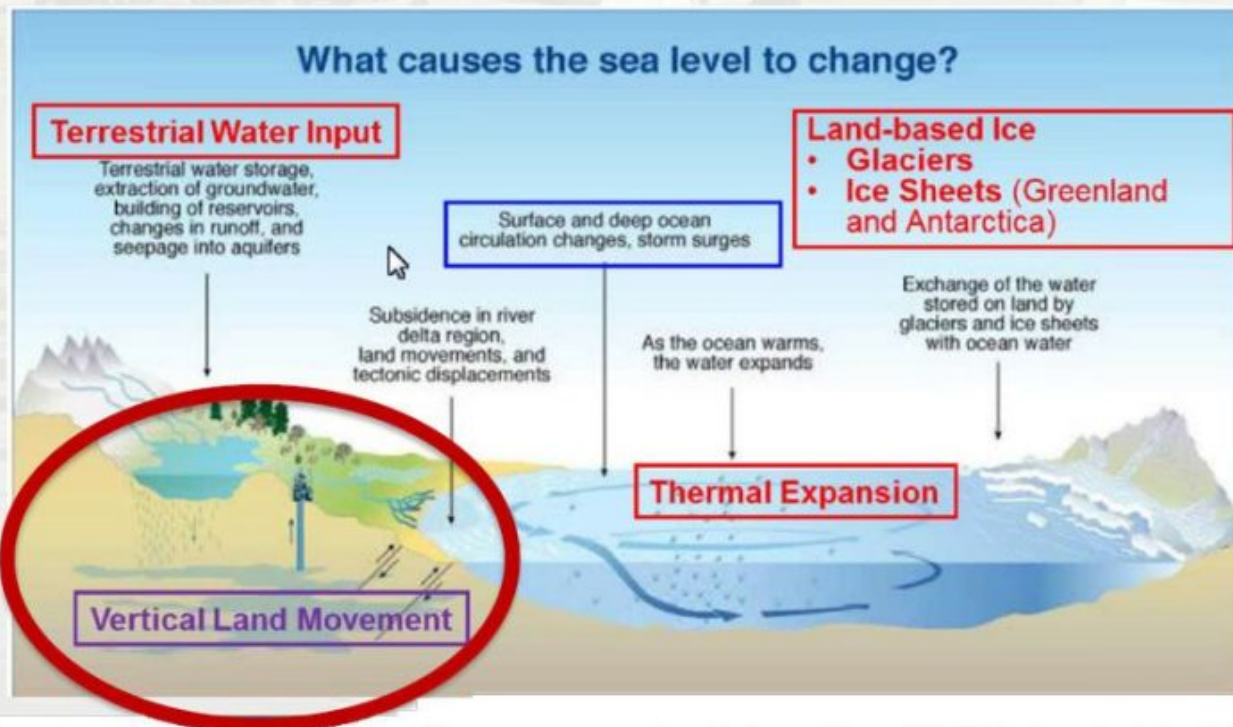 What causes the sea level to change?
Terrestrial Water Input
Terrestrial water storage,
extraction of groundwater,
building of reservoirs,
changes in runoff, and
seepage into aquifers
Surface and deep ocean
circulation changes, storm surges
Land-based Ice
• Glaciers
• Ice Sheets (Greenland
and Antarctica)
Subsidence in river
delta region,
land movements, and
tectonic displacements
As the ocean warms,
the water expands
Exchange of the water
stored on land by
glaciers and ice sheets
with ocean water
Thermal Expansion
Vertical Land Movement